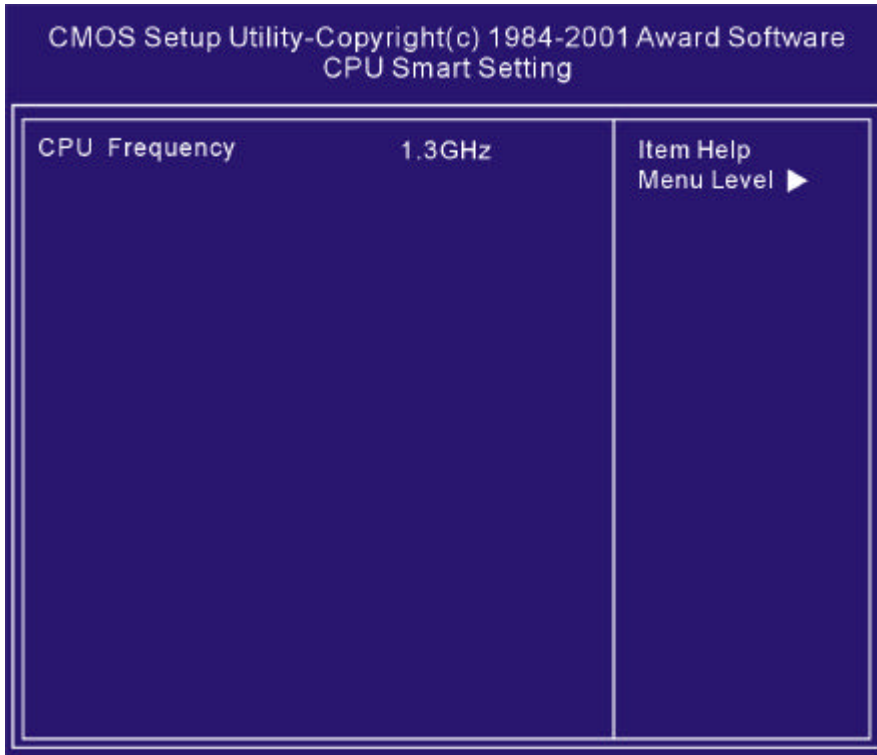 CMOS Setup Utility-Copyright(c) 1984-2001 Award Software
CPU Smart Setting
CPU Frequency 1.3GHz
Item Help
Menu Level ▶